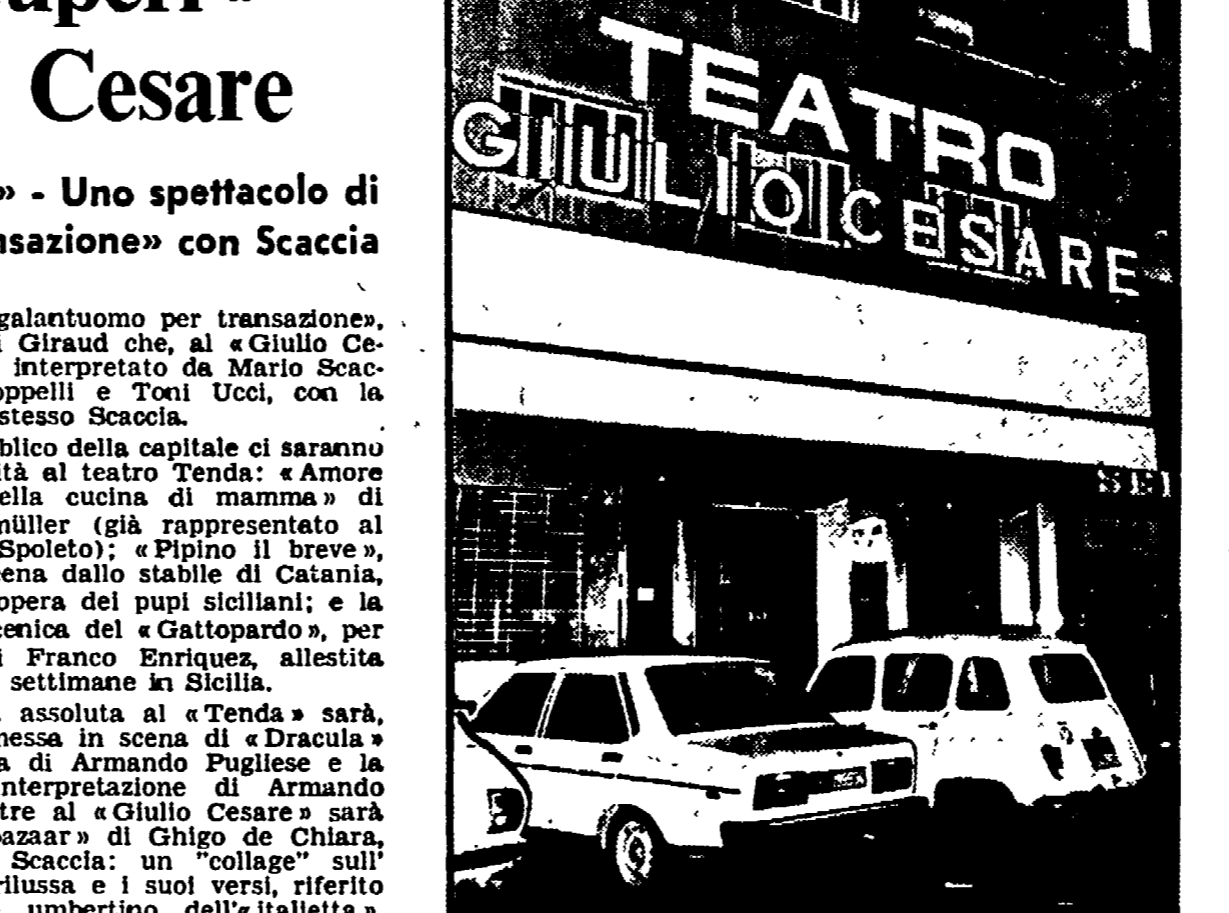 Cesare
» - Uno spettacolo di
nsazione» con Scaccia
galantuomo per transazione»,
Giraud che, al «Giulio Ce-
interpretato da Mario Scac-
oppelli e Toni Ucci, con la
stesso Scaccia.
blico della capitale ci saranno
ità al teatro Tenda: «Amore
ella cucina di mamma» di
müller (già rappresentato al
Spoleto); «Pipino il breve»,
ena dallo stabile di Catania,
opera dei pupi siciliani; e la
cenica del «Gattopardo», per
i Franco Enriquez, allestita
settimane in Sicilia.
assoluta al «Tenda» sarà,
messa in scena di «Dracula»
a di Armando Pugliese e la
nterpretazione di Armando
tre al «Giulio Cesare» sarà
bazaar» di Ghigo de Chiara,
Scaccia: un "collage" sull'
rilussa e i suoi versi, riferito
umbertino dell'«italietta».
TEATRO
GIULIO CESARE